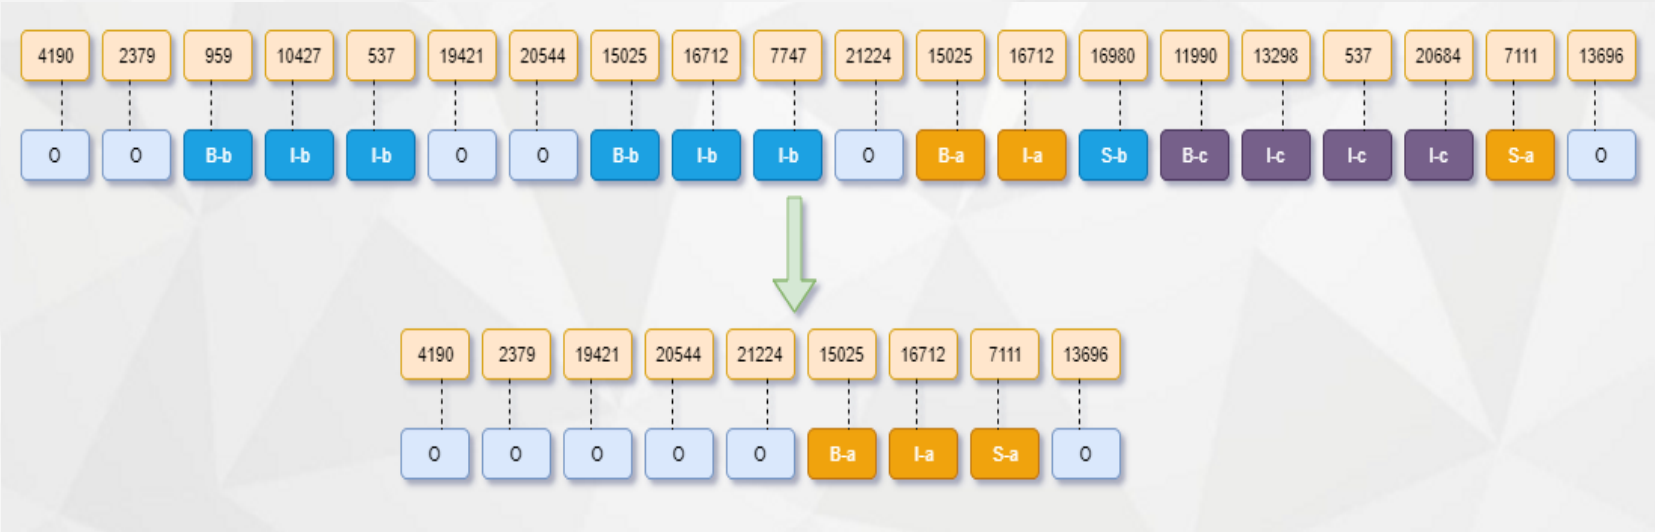 4190 2379 959 10427 537 19421 20544 15025 16712 7747 21224 15025 16712 16980 11990 13298 537 20684 7111 13696
O O B-b I-b I-b O O B-b I-b I-b O B-a I-a S-b B-c I-c I-c I-c S-a O
4190 2379 19421 20544 21224 15025 16712 7111 13696
O O O O O B-a I-a S-a O